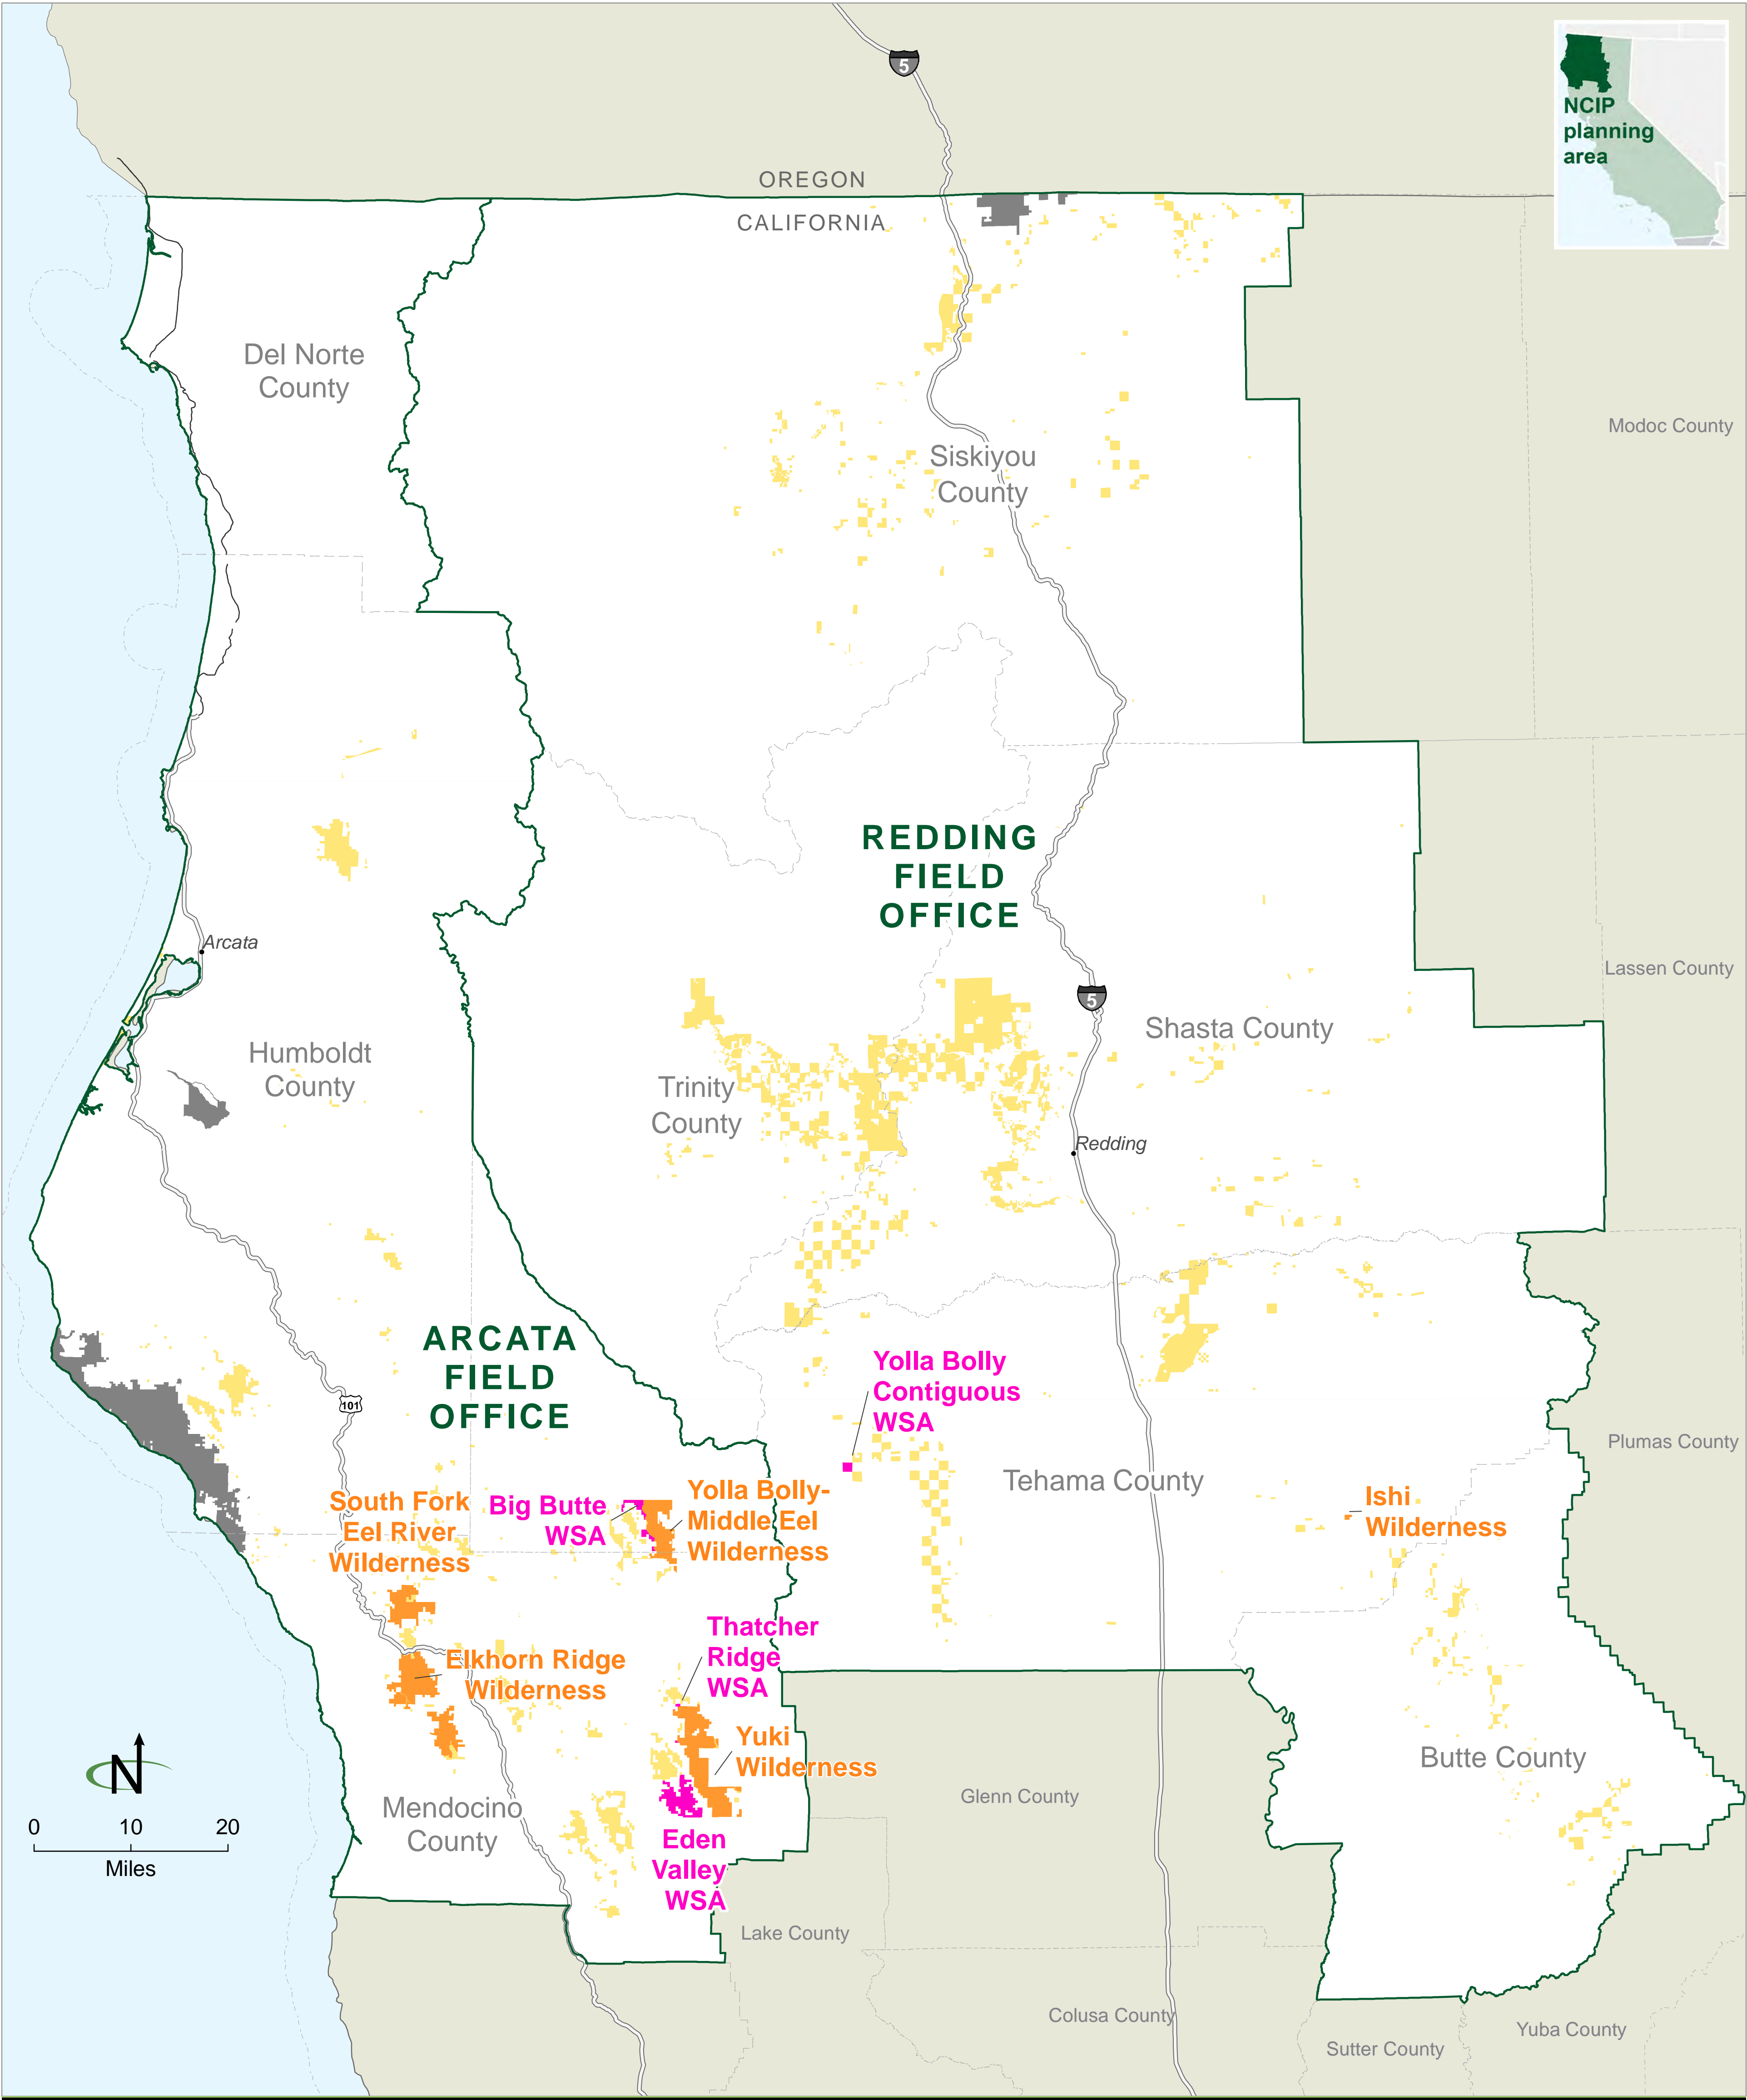 5
NCIP
planning
area
OREGON
CALIFORNIA
Del Norte
County
Modoc County
Siskiyou
County
REDDING
FIELD
OFFICE
Arcata
Lassen County
5
Shasta County
Humboldt
County
Trinity
County
Redding
ARCATA
FIELD
OFFICE
Yolla Bolly
Contiguous
WSA
101
Plumas County
Tehama County
South Fork
Eel River
Wilderness
Big Butte
WSA
Yolla Bolly-
Middle Eel
Wilderness
Ishi
Wilderness
Thatcher
Ridge
WSA
Elkhorn Ridge
Wilderness
Yuki
Wilderness
Butte County
N
Glenn County
Mendocino
County
0 10 20
Miles
Eden
Valley
WSA
Lake County
Colusa County
Yuba County
Sutter County